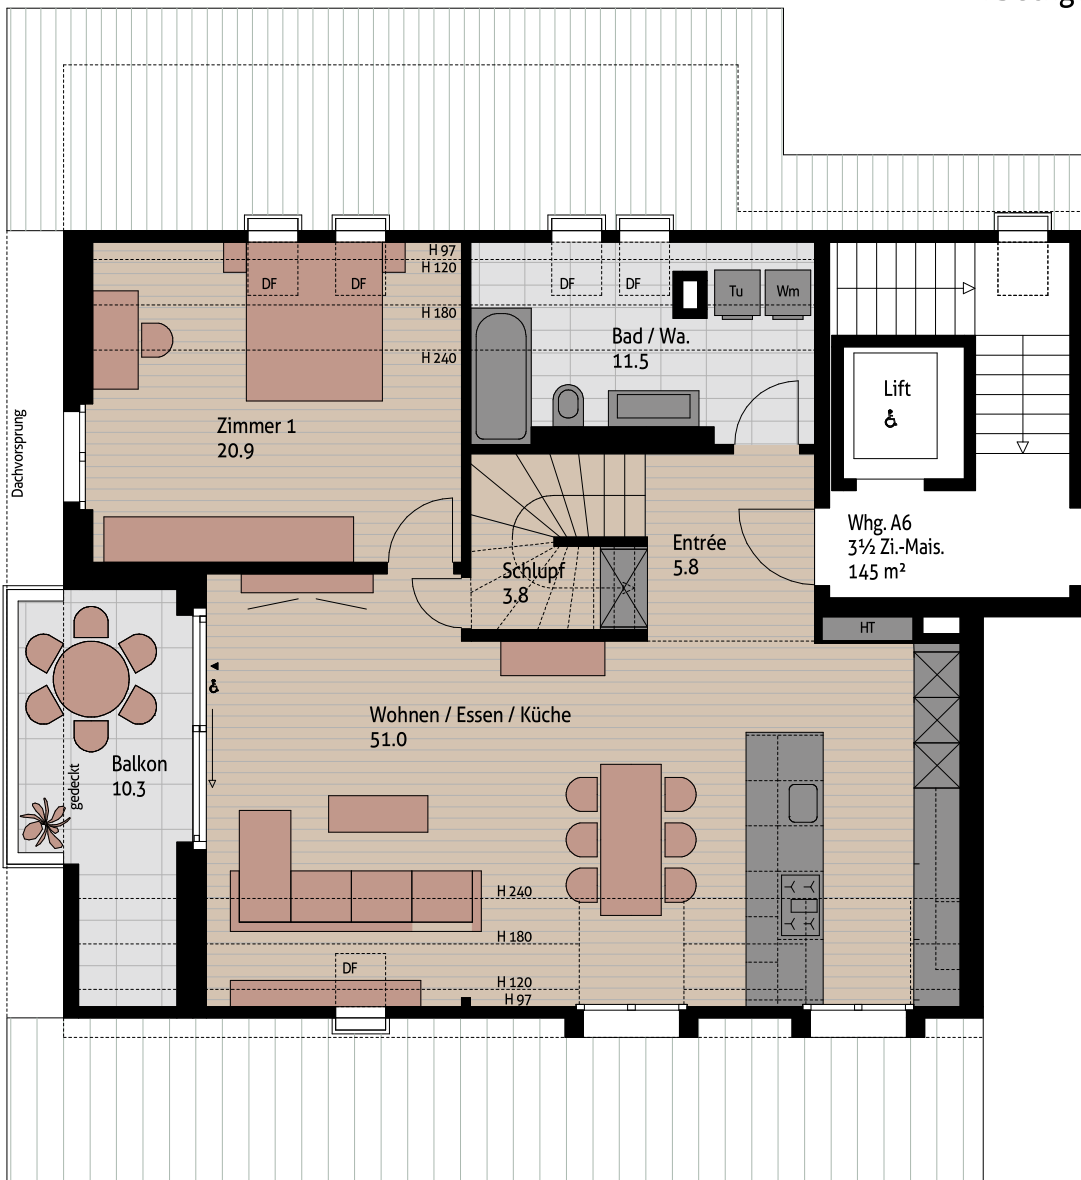 H 97
H 120
H 180
H 240
DF
DF
DF
DF
Tu
Wm
Bad / Wa.
11.5
Lift
Zimmer 1
20.9
Dachvorsprung
Whg. A6
3½ Zi.-Mais.
145 m²
Entrée
5.8
Schlupf
3.8
HT
Wohnen / Essen / Küche
51.0
Balkon
10.3
gedeckt
H 240
H 180
DF
H 120
H 97